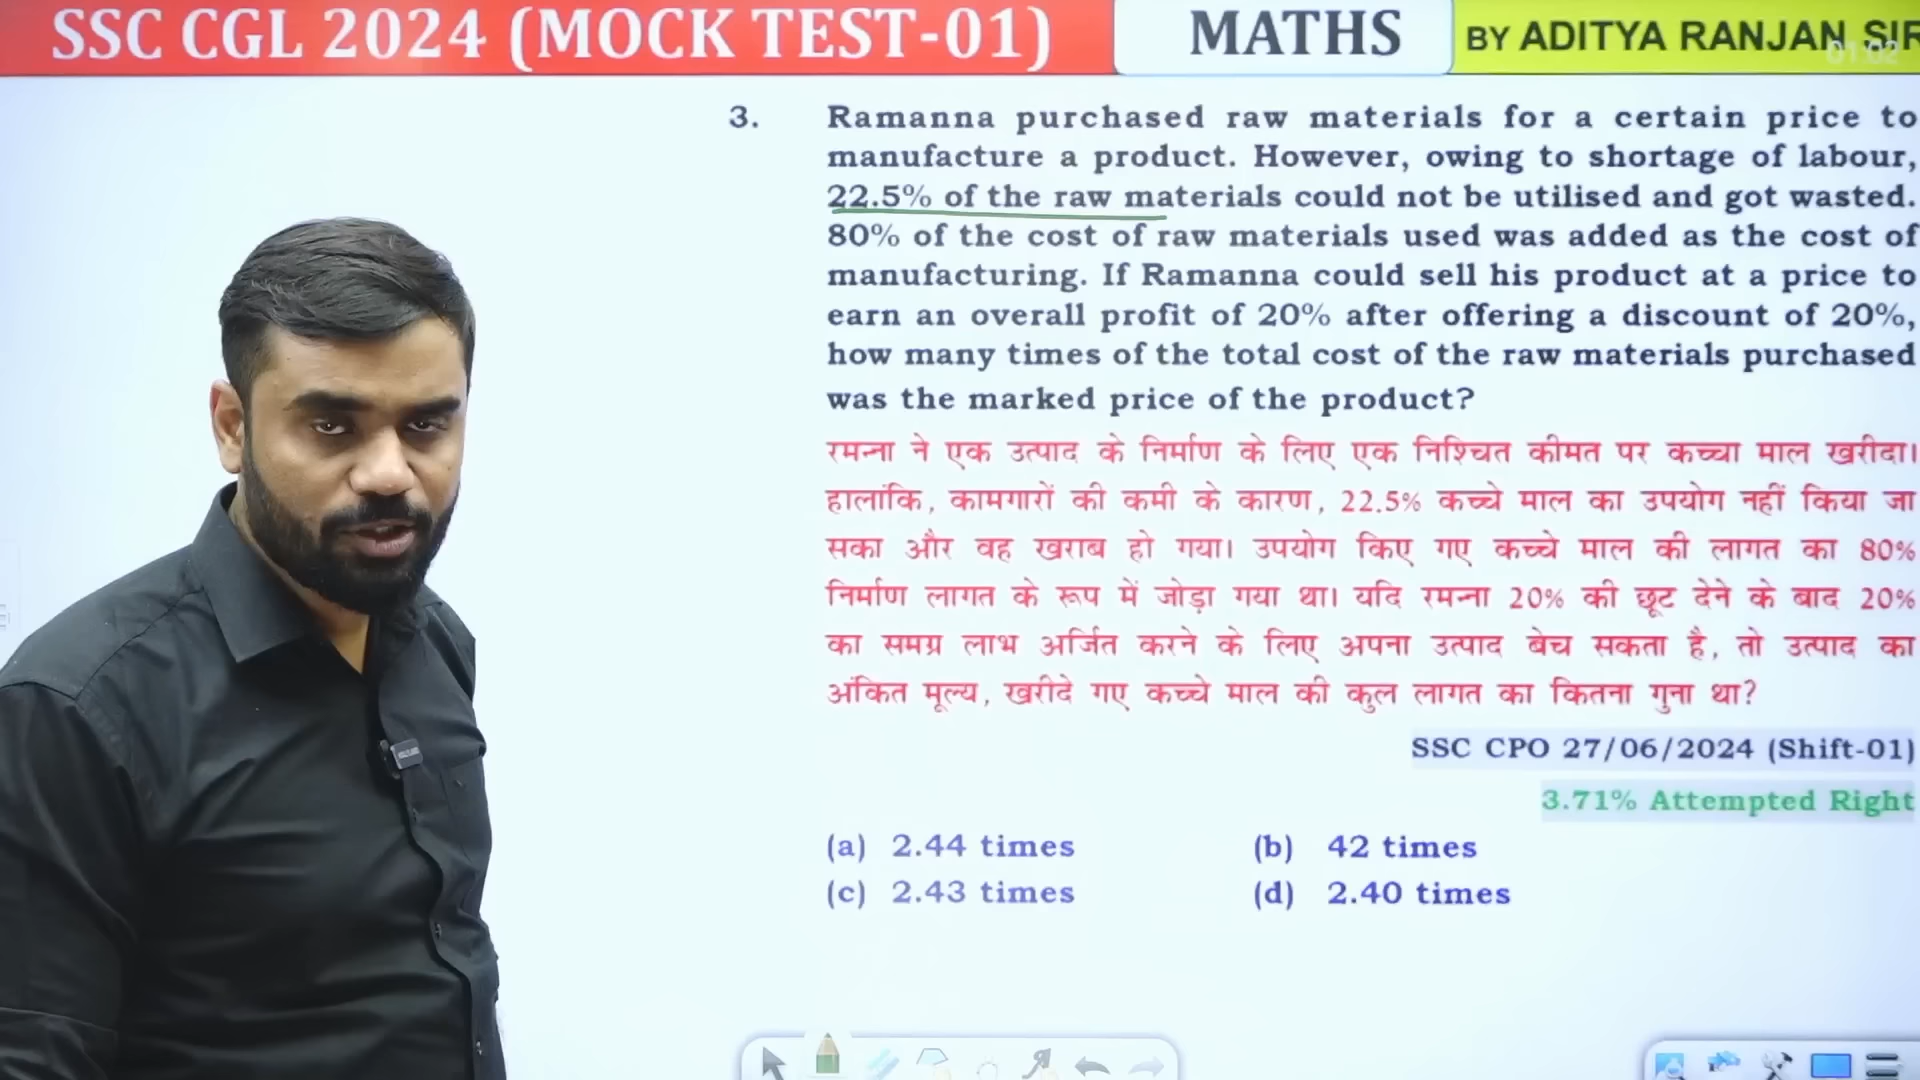 SSC CGL 2024 (MOCK TEST-01) MATHS BY ADITYA RANJAN SIR
01:02
3. Ramanna purchased raw materials for a certain price to
manufacture a product. However, owing to shortage of labour,
22.5% of the raw materials could not be utilised and got wasted.
80% of the cost of raw materials used was added as the cost of
manufacturing. If Ramanna could sell his product at a price to
earn an overall profit of 20% after offering a discount of 20%,
how many times of the total cost of the raw materials purchased
was the marked price of the product?
रमन्ना ने एक उत्पाद के निर्माण के लिए एक निश्चित कीमत पर कच्चा माल खरीदा।
हालांकि, कामगारों की कमी के कारण, 22.5% कच्चे माल का उपयोग नहीं किया जा
सका और वह खराब हो गया। उपयोग किए गए कच्चे माल की लागत का 80%
निर्माण लागत के रूप में जोड़ा गया था। यदि रमन्ना 20% की छूट देने के बाद 20%
का समग्र लाभ अर्जित करने के लिए अपना उत्पाद बेच सकता है, तो उत्पाद का
अंकित मूल्य, खरीदे गए कच्चे माल की कुल लागत का कितना गुना था?
SSC CPO 27/06/2024 (Shift-01)
3.71% Attempted Right
(a) 2.44 times (b) 42 times
(c) 2.43 times (d) 2.40 times